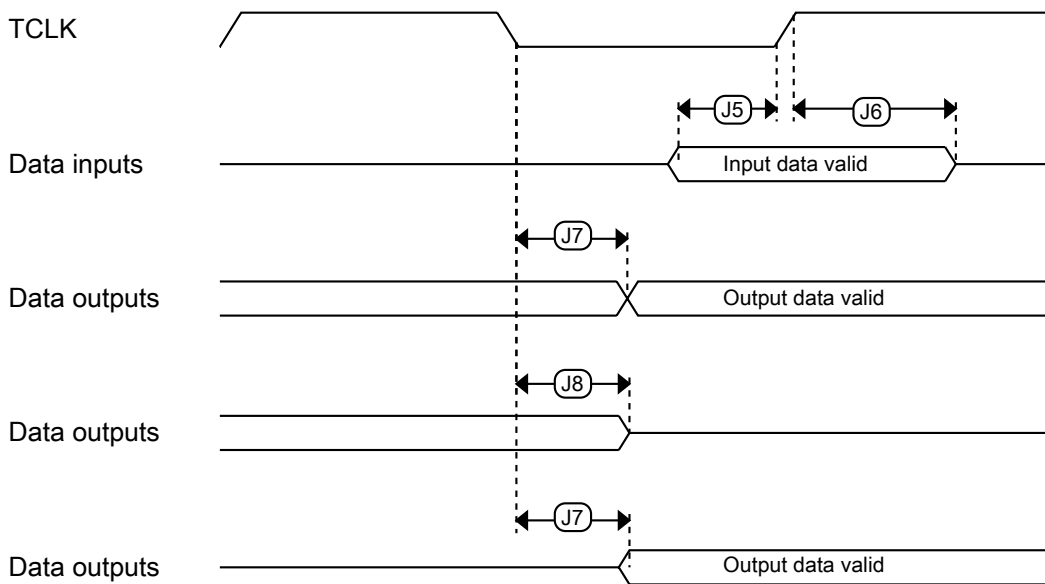 TCLK
J5
J6
Data inputs
Input data valid
J7
Data outputs
Output data valid
J8
Data outputs
J7
Data outputs
Output data valid